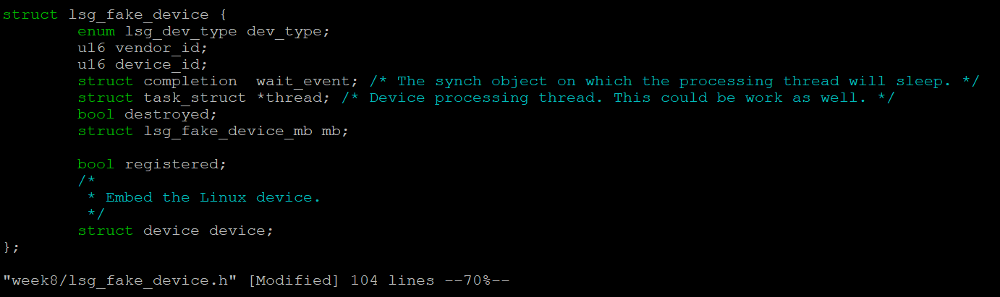 struct lsg_fake_device {
        enum lsg_dev_type dev_type;
        u16 vendor_id;
        u16 device_id;
        struct completion  wait_event; /* The synch object on which the processing thread will sleep. */
        struct task_struct *thread; /* Device processing thread. This could be work as well. */
        bool destroyed;
        struct lsg_fake_device_mb mb;

        bool registered;
        /*
         * Embed the Linux device.
         */
        struct device device;
};

"week8/lsg_fake_device.h" [Modified] 104 lines --70%--